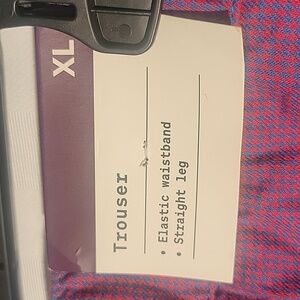 XL
Trouser
• Elastic waistband
• Straight leg